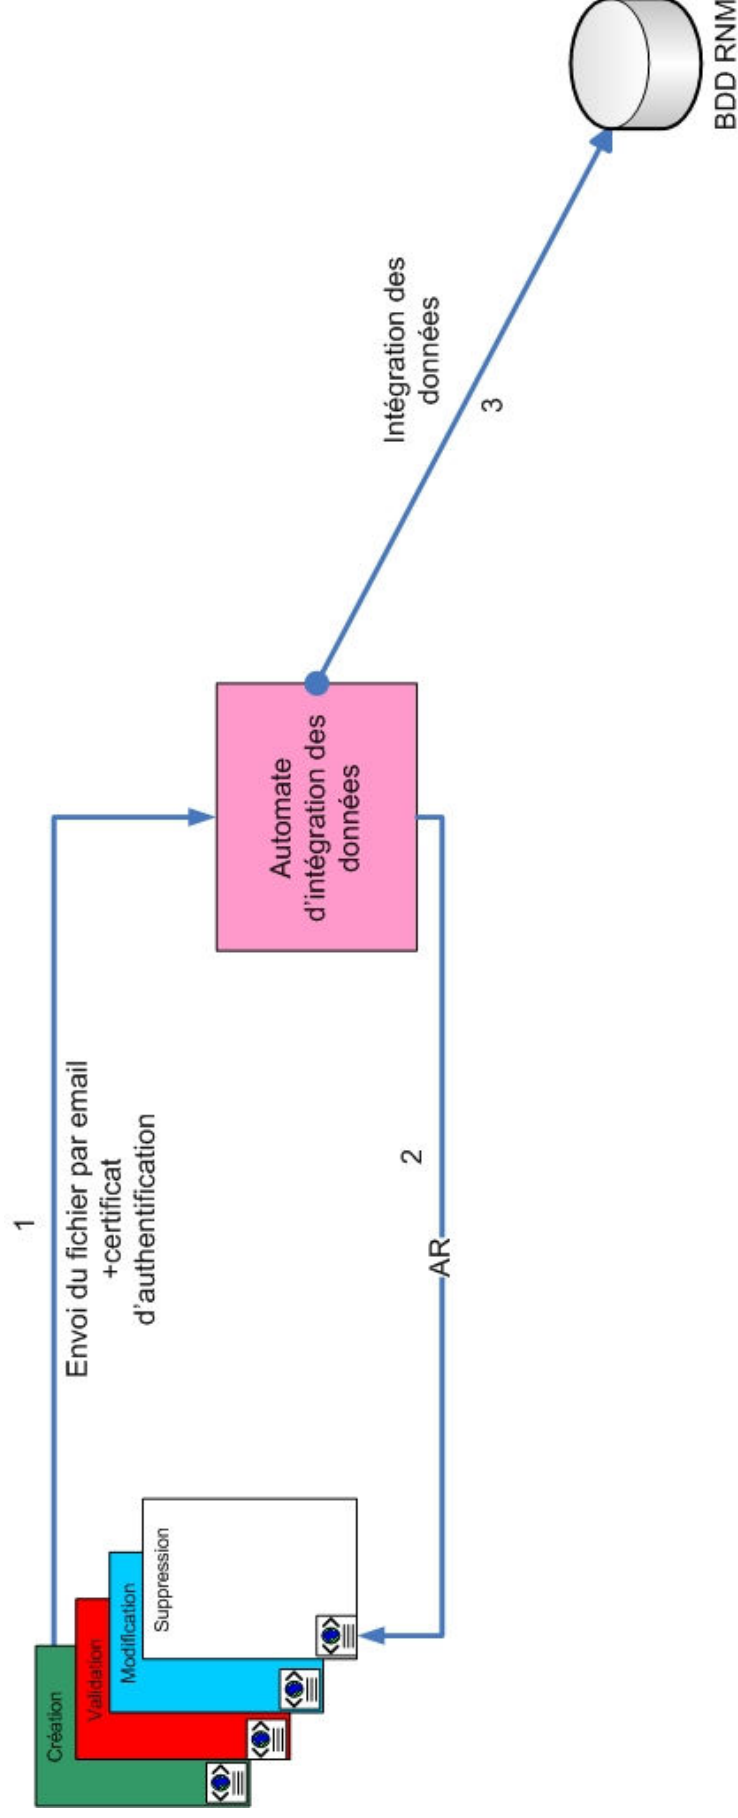 1
Envoi du fichier par email
+certificat
d'authentification
Création
Validation
Modification
Suppression
Automate
d'intégration des
données
2
AR
Intégration des
données
3
BDD RNM